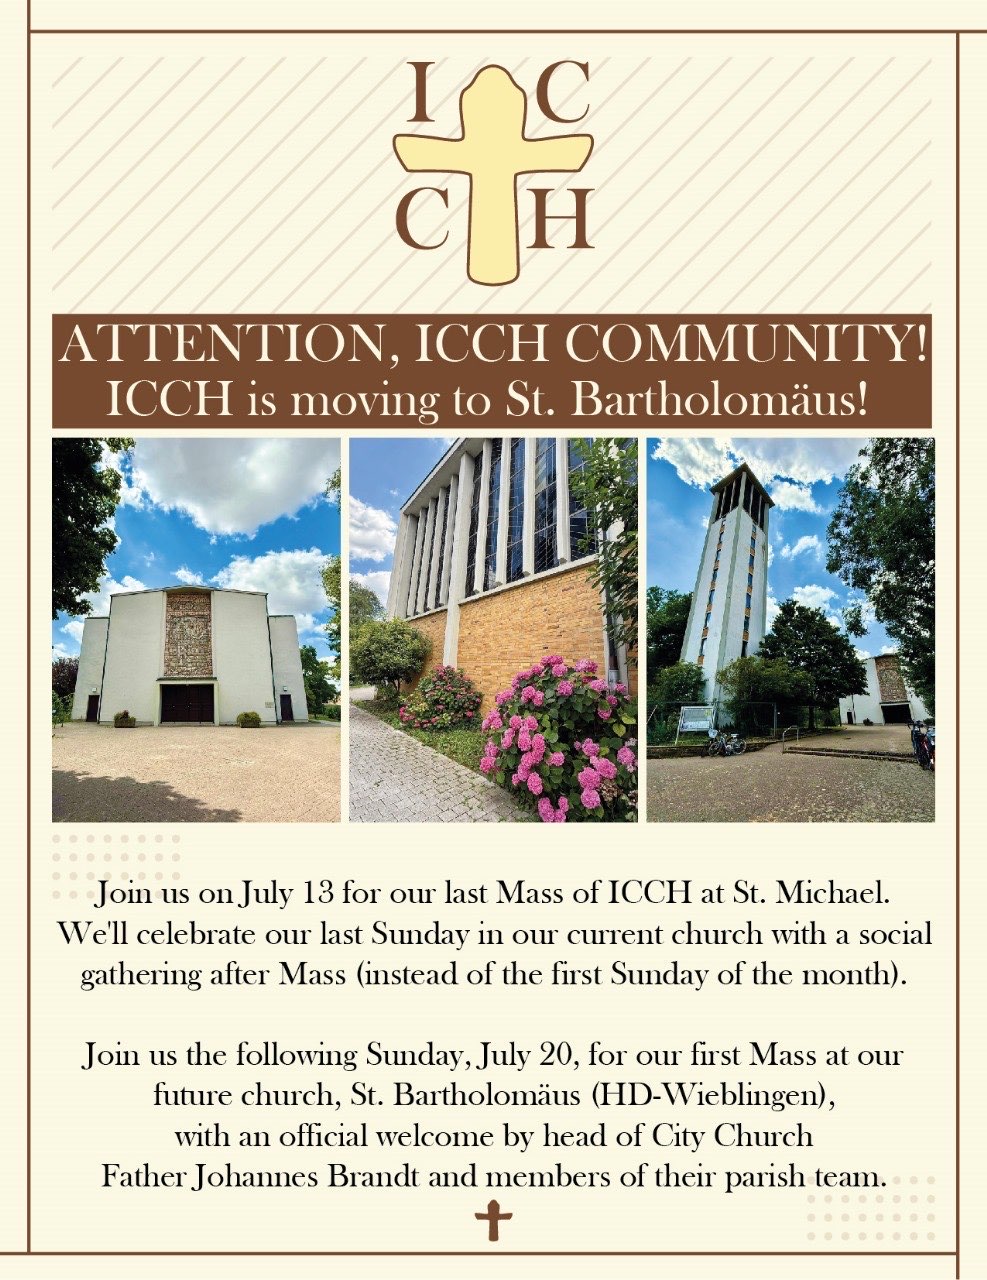 I C
C H
ATTENTION, ICCH COMMUNITY!
ICCH is moving to St. Bartholomäus!
Join us on July 13 for our last Mass of ICCH at St. Michael.
We'll celebrate our last Sunday in our current church with a social
gathering after Mass (instead of the first Sunday of the month).
Join us the following Sunday, July 20, for our first Mass at our
future church, St. Bartholomäus (HD-Wieblingen),
with an official welcome by head of City Church
Father Johannes Brandt and members of their parish team.